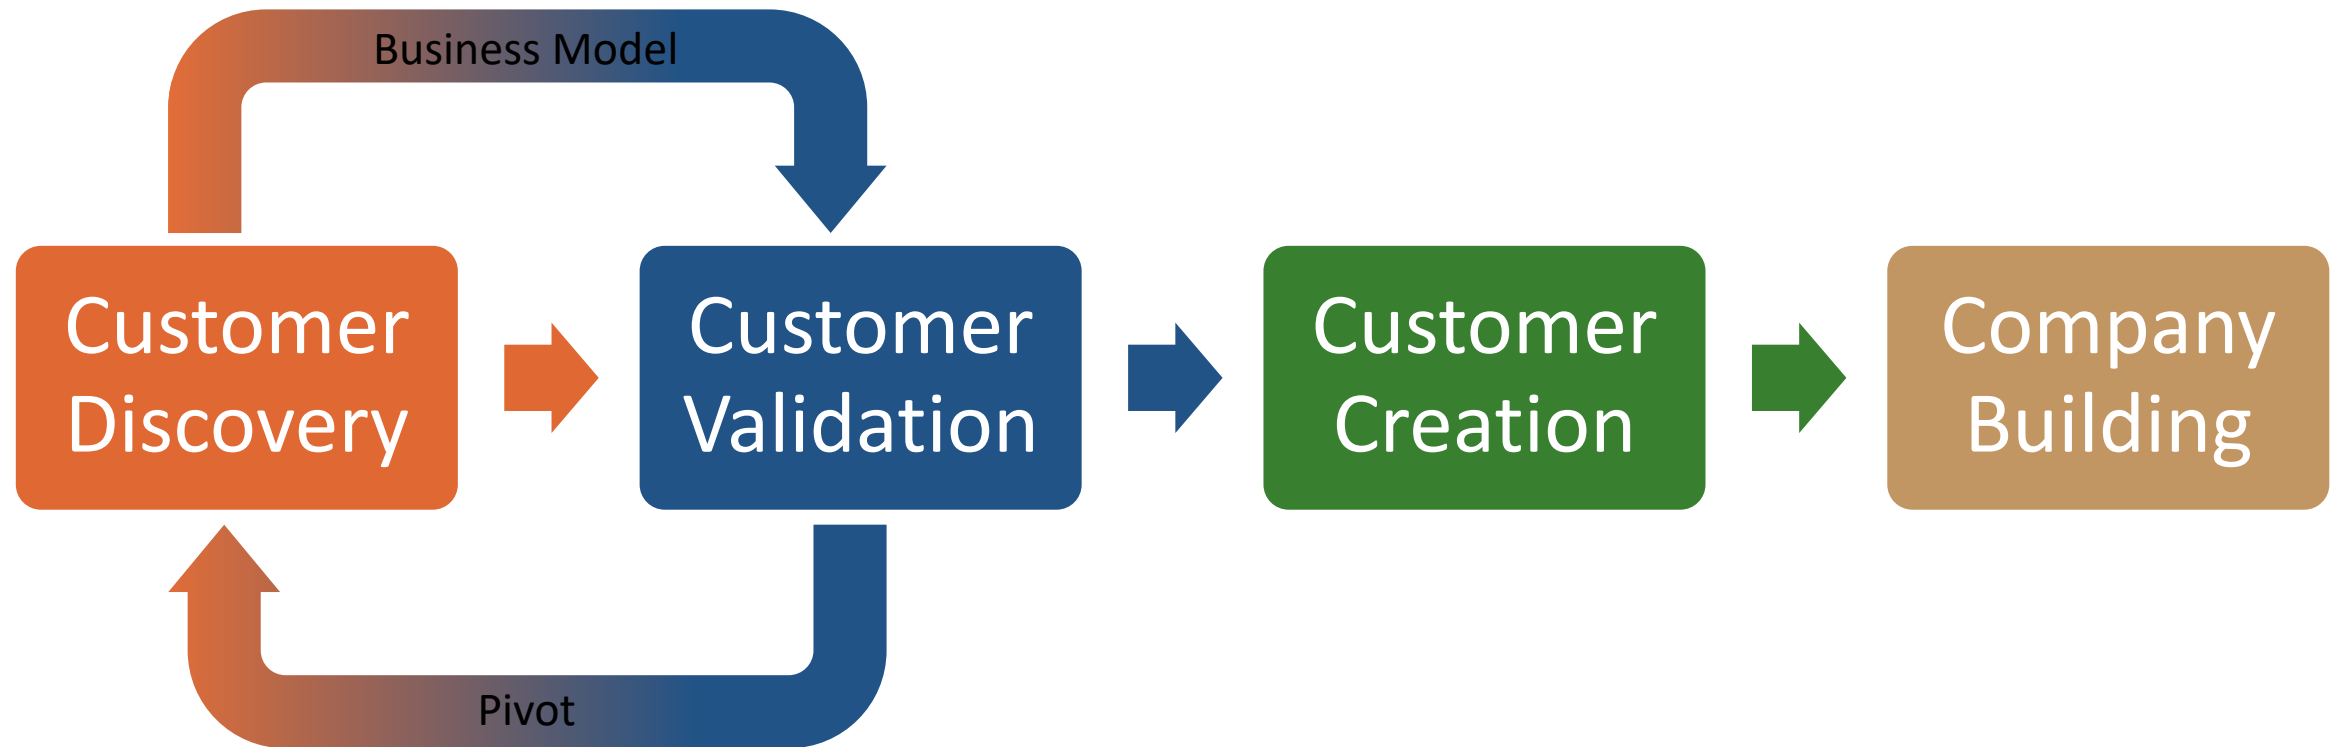 Business Model
Customer
Discovery
Customer
Validation
Customer
Creation
Company
Building
Pivot